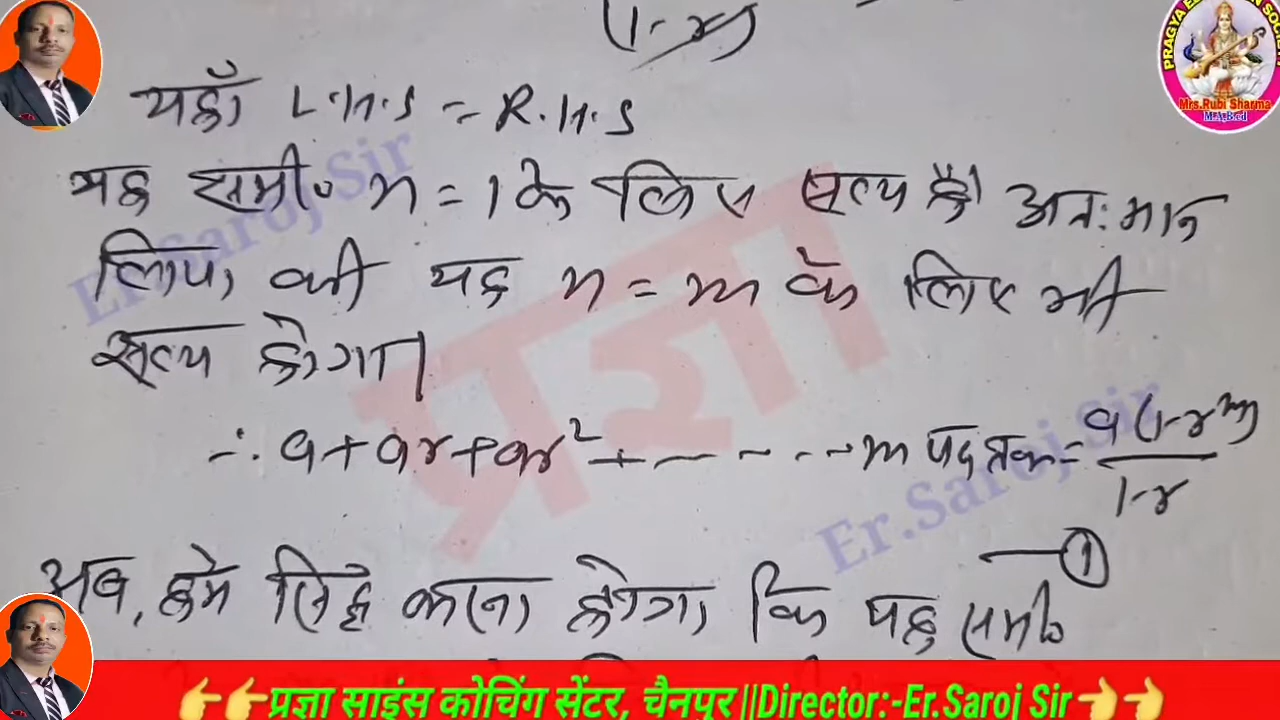 (1-r)
यहाँ L.H.S = R.H.S
यह समी० n = 1 के लिए सत्य है। अतः मान
लिया की यह n = m के लिए भी
सत्य होगा।
∴ a + ar + ar² + - - - - ... m पद तक = a(1-r^m)/1-r
①
अब, हमे सिद्ध करना होगा कि यह समी०
👉👉प्रज्ञा साइंस कोचिंग सेंटर, चैनपुर||Director:-Er.Saroj Sir👈👈
Er.Saroj Sir
प्रज्ञा
Er.Saroj Sir
Mrs.Rubi Sharma
M.A,B.ed